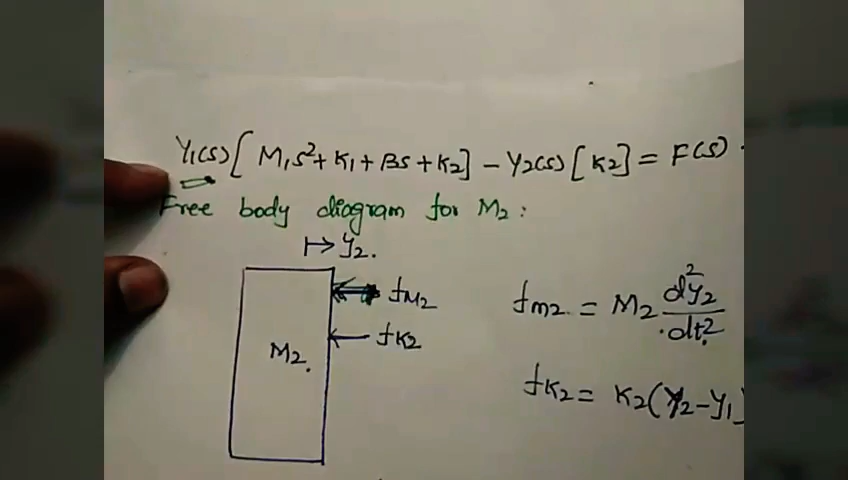 Y1(s) [ M1s²+ K1 + Bs + K2] - Y2(s) [K2] = F(s)
Free body diagram for M2 :
↦ y2.
fM2
fm2 = M2 d²y2/dt²
fK2
M2.
fK2 = K2(y2-y1)